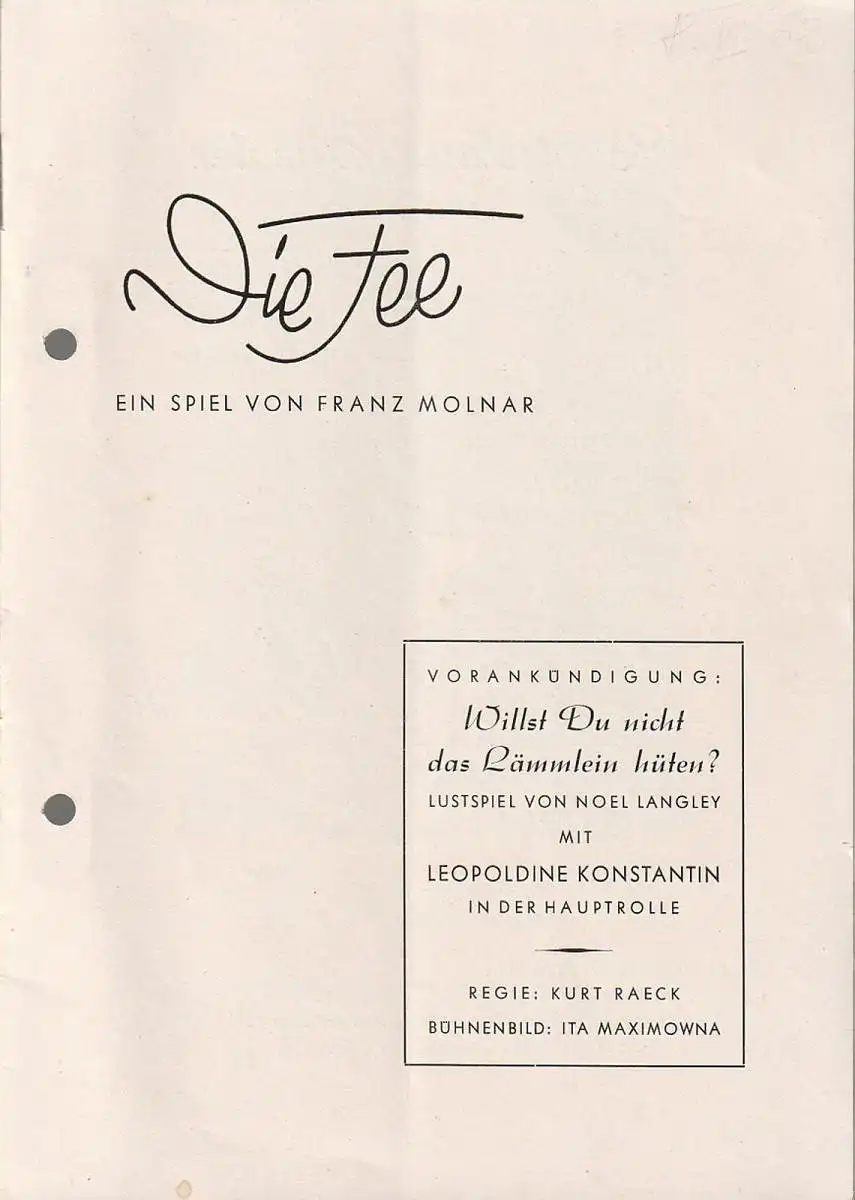 Die Fee
EIN SPIEL VON FRANZ MOLNAR
VORANKÜNDIGUNG:
Willst Du nicht
das Lämmlein hüten?
LUSTSPIEL VON NOEL LANGLEY
MIT
LEOPOLDINE KONSTANTIN
IN DER HAUPTROLLE
REGIE: KURT RAECK
BÜHNENBILD: ITA MAXIMOWNA